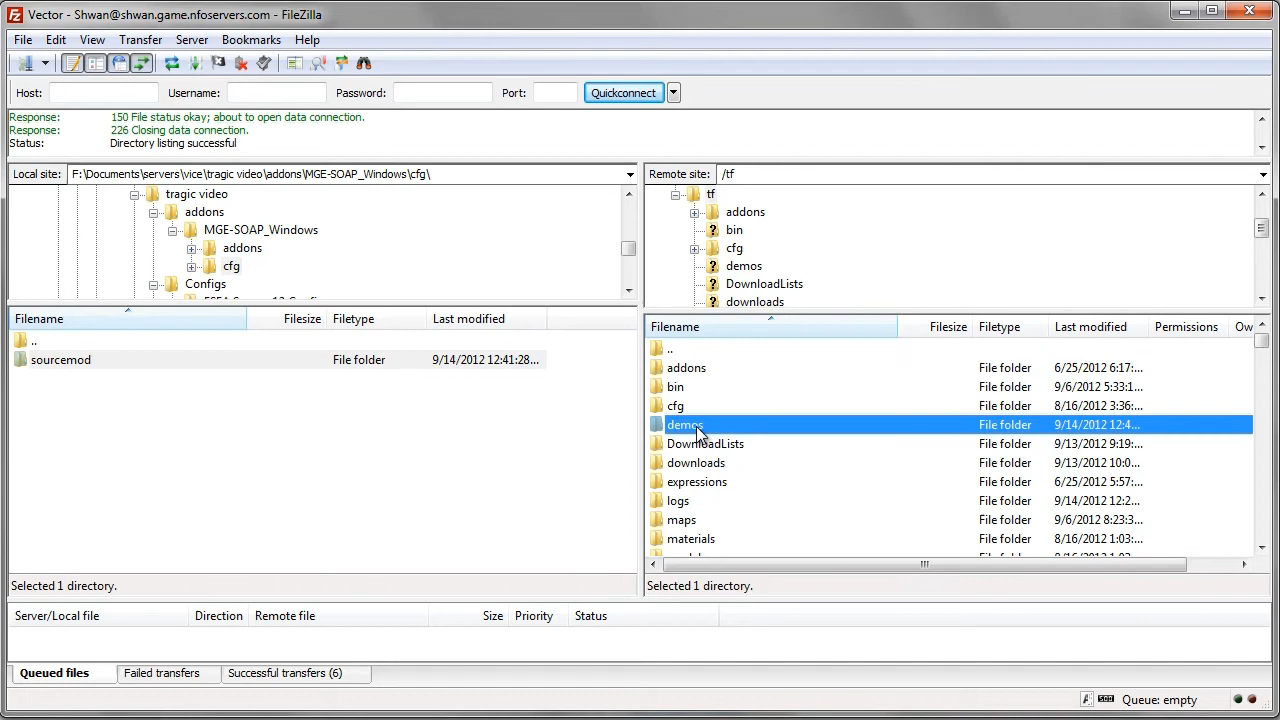 Vector - Shwan@shwan.game.nfoservers.com - FileZilla
File Edit View Transfer Server Bookmarks Help
Host: Username: Password: Port: Quickconnect
Response: 150 File status okay; about to open data connection.
Response: 226 Closing data connection.
Status: Directory listing successful
Local site: F:\Documents\servers\vice\tragic video\addons\MGE-SOAP_Windows\cfg\
tragic video
addons
MGE-SOAP_Windows
addons
cfg
Configs
Filename Filesize Filetype Last modified
..
sourcemod File folder 9/14/2012 12:41:28...
Selected 1 directory.
Remote site: /tf
tf
addons
bin
cfg
demos
DownloadLists
downloads
Filename Filesize Filetype Last modified Permissions Ow
..
addons File folder 6/25/2012 6:17:...
bin File folder 9/6/2012 5:33:1...
cfg File folder 8/16/2012 3:36:...
demos File folder 9/14/2012 12:4...
DownloadLists File folder 9/13/2012 9:19:...
downloads File folder 9/13/2012 10:0...
expressions File folder 6/25/2012 5:57:...
logs File folder 9/14/2012 12:2...
maps File folder 9/6/2012 8:23:3...
materials File folder 8/16/2012 1:03:...
Selected 1 directory.
Server/Local file Direction Remote file Size Priority Status
Queued files Failed transfers Successful transfers (6)
Queue: empty